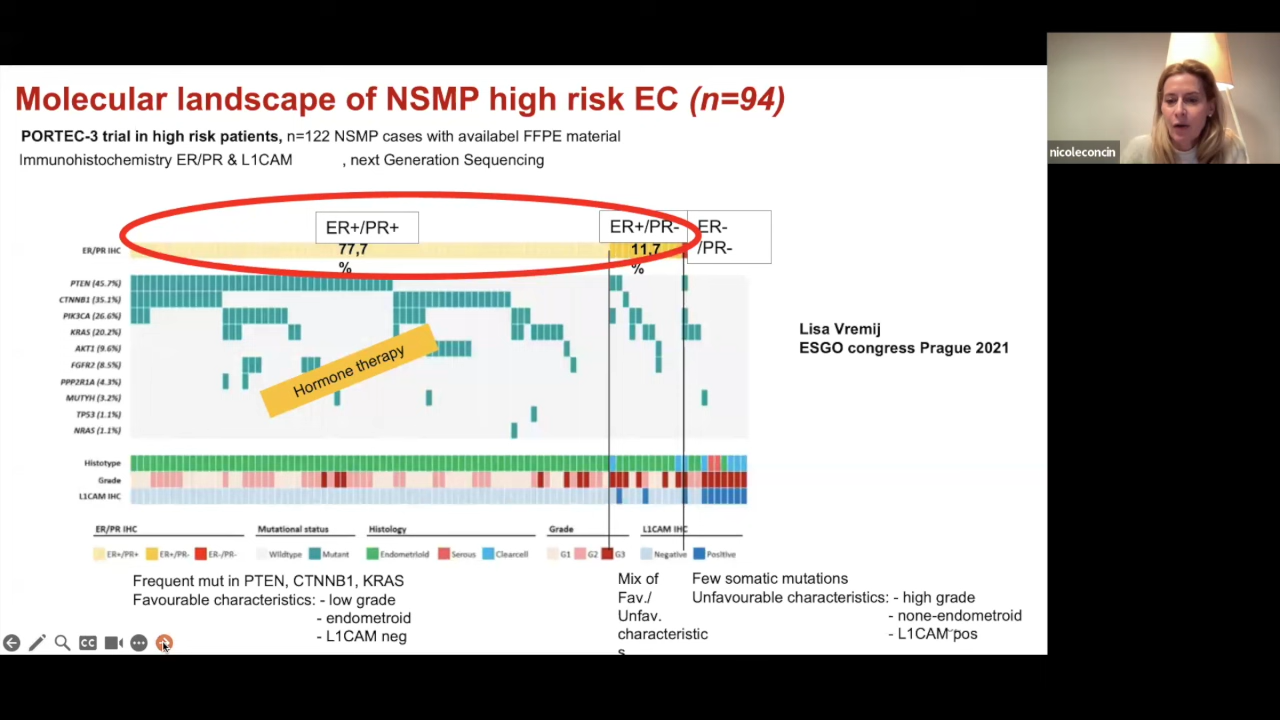 Molecular landscape of NSMP high risk EC (n=94)
nicoleconcin
PORTEC-3 trial in high risk patients, n=122 NSMP cases with availabel FFPE material
Immunohistochemistry ER/PR & L1CAM , next Generation Sequencing
ER+/PR+
ER+/PR-
ER-
/PR-
ER/PR IHC
77,7
%
11,7
%
PTEN (45.7%)
CTNNB1 (35.1%)
PIK3CA (26.6%)
KRAS (20.2%)
AKT1 (9.6%)
FGFR2 (8.5%)
PPP2R1A (4.3%)
MUTYH (3.2%)
TP53 (1.1%)
NRAS (1.1%)
Hormone therapy
Lisa Vremij
ESGO congress Prague 2021
Histotype
Grade
L1CAM IHC
ER/PR IHC
Mutational status
Histology
Grade
L1CAM IHC
ER+/PR+ ER+/PR- ER-/PR-
Wildtype Mutant
Endometrioid Serous Clearcell
G1 G2 G3
Negative Positive
Frequent mut in PTEN, CTNNB1, KRAS
Favourable characteristics: - low grade
- endometroid
- L1CAM neg
Mix of
Fav./
Unfav.
characteristic
s
Few somatic mutations
Unfavourable characteristics: - high grade
- none-endometroid
- L1CAM pos
CC